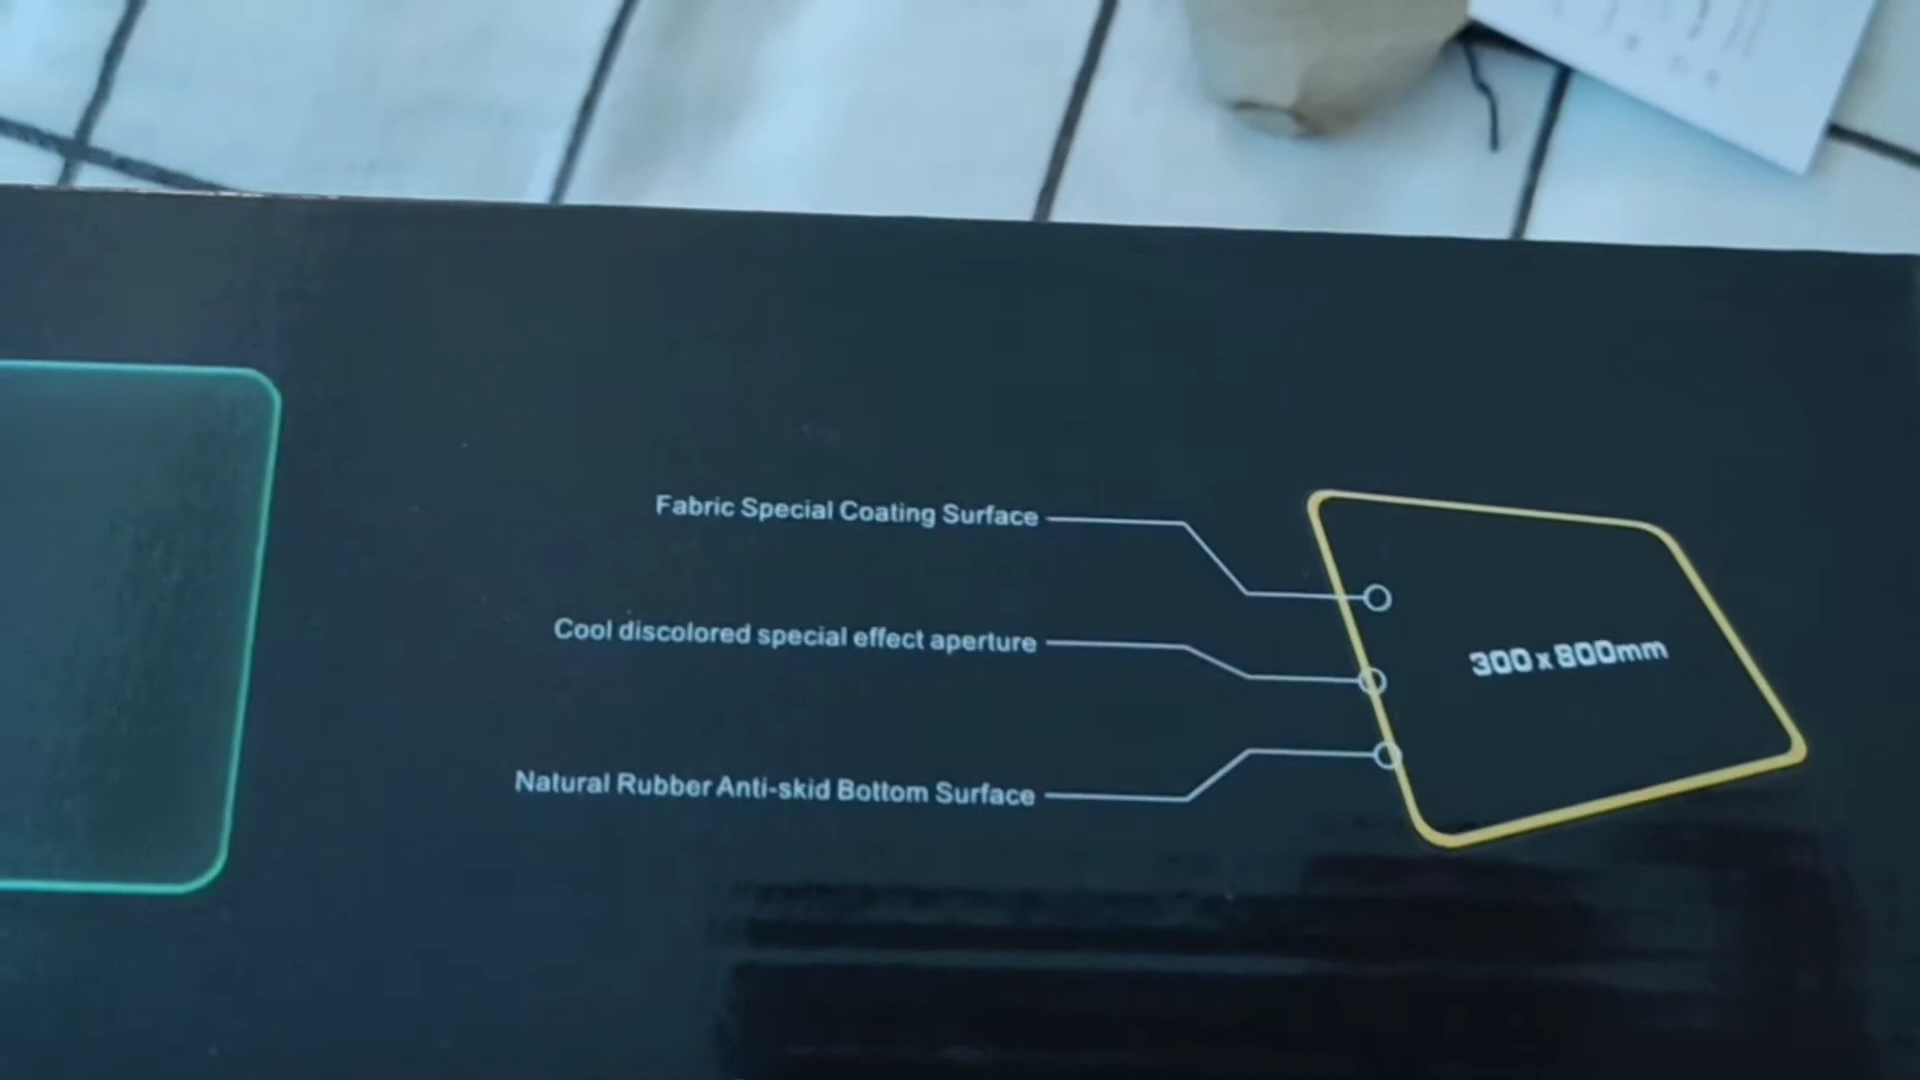 Fabric Special Coating Surface
Cool discolored special effect aperture
300x800mm
Natural Rubber Anti-skid Bottom Surface